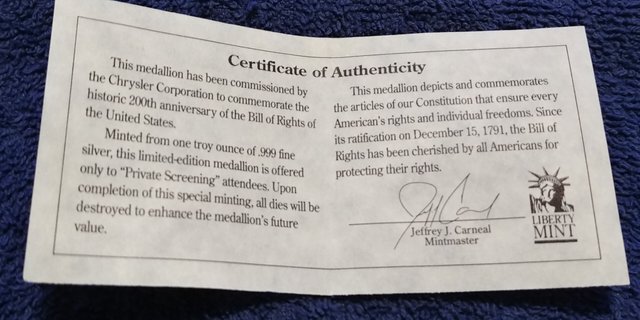 Certificate of Authenticity
This medallion has been commissioned by
the Chrysler Corporation to commemorate the
historic 200th anniversary of the Bill of Rights of
the United States.
Minted from one troy ounce of .999 fine
silver, this limited-edition medallion is offered
only to "Private Screening" attendees. Upon
completion of this special minting, all dies will be
destroyed to enhance the medallion's future
value.
This medallion depicts and commemorates
the articles of our Constitution that ensure every
American's rights and individual freedoms. Since
its ratification on December 15, 1791, the Bill of
Rights has been cherished by all Americans for
protecting their rights.
Jeffrey J. Carneal
Mintmaster
LIBERTY
MINT